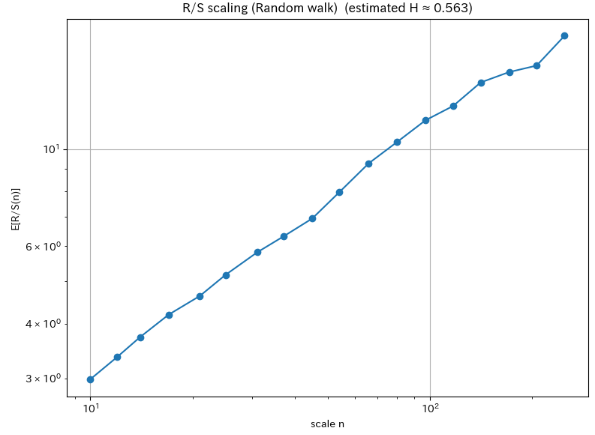 R/S scaling (Random walk)  (estimated H ≈ 0.563)
E[R/S(n)]
10¹
6 × 10⁰
4 × 10⁰
3 × 10⁰
10¹
10²
scale n